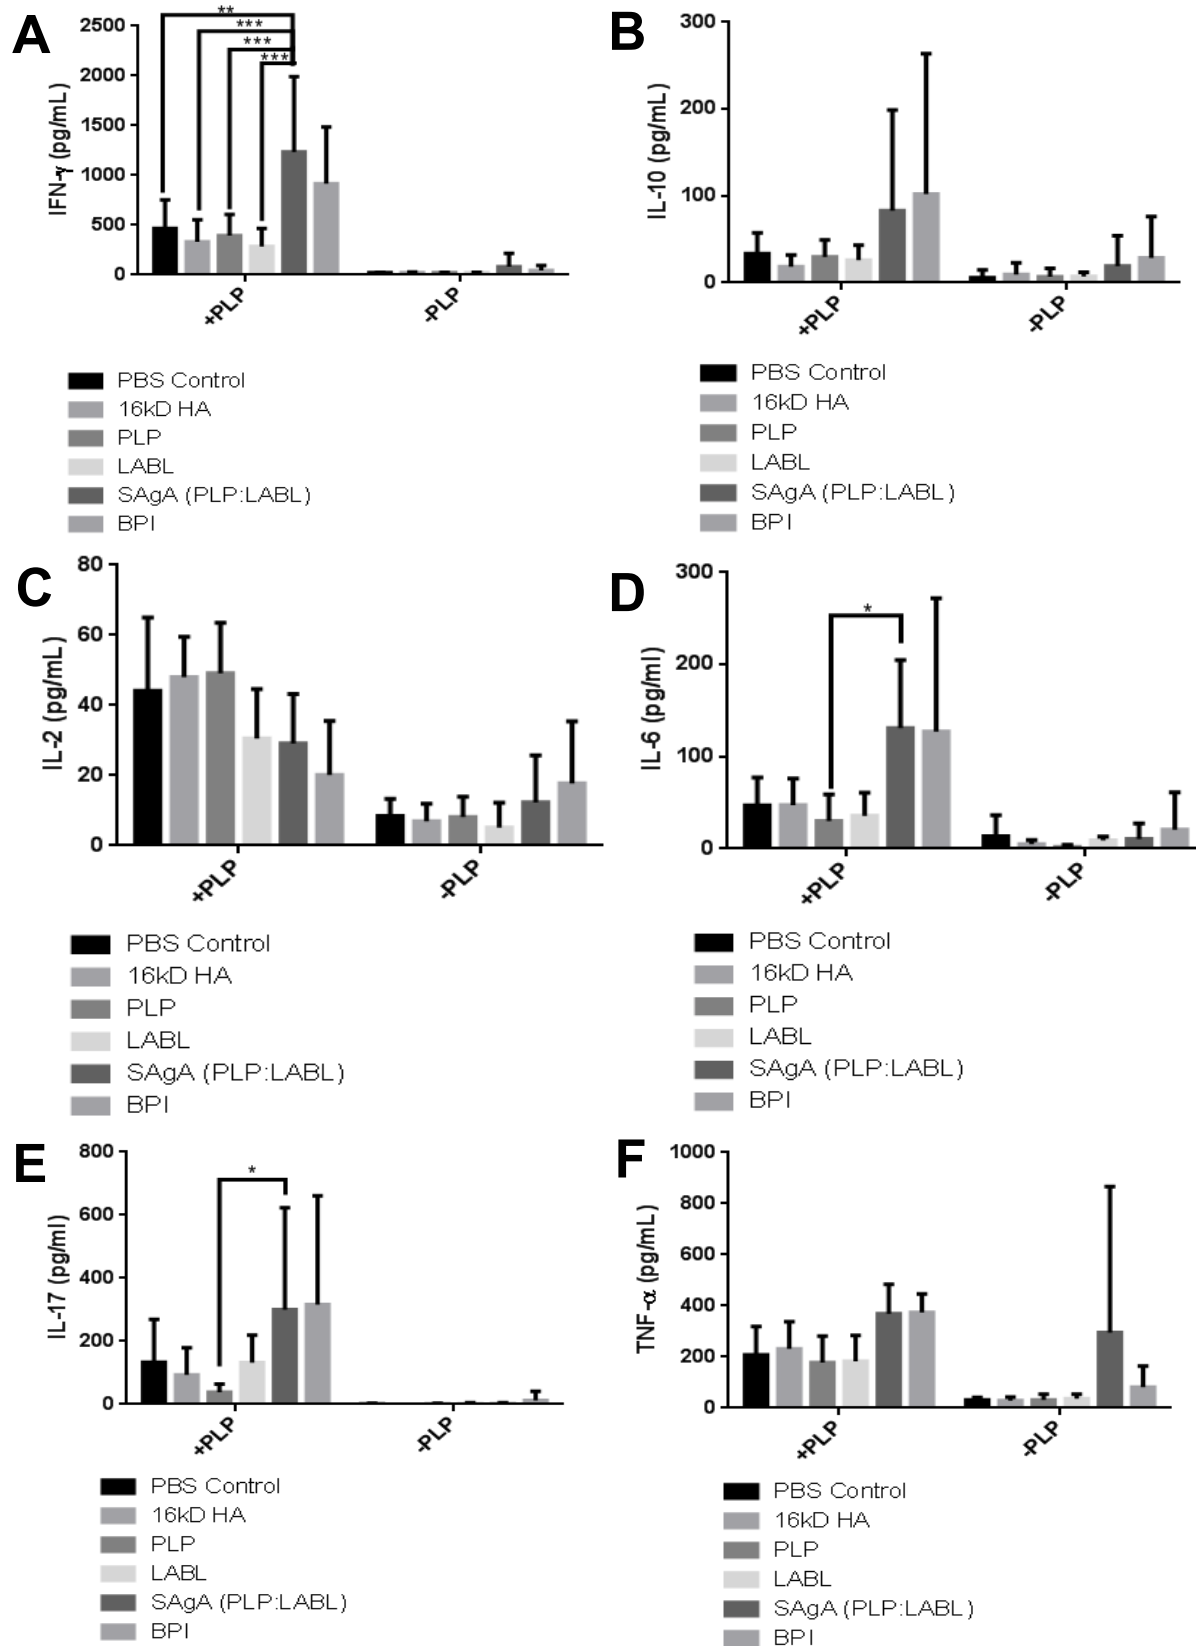 A
IFN-γ (pg/mL)
2500
2000
1500
1000
500
0
**
***
***
***
+PLP
-PLP
PBS Control
16kD HA
PLP
LABL
SAgA (PLP:LABL)
BPI
B
IL-10 (pg/mL)
300
200
100
0
+PLP
-PLP
PBS Control
16kD HA
PLP
LABL
SAgA (PLP:LABL)
BPI
C
IL-2 (pg/mL)
80
60
40
20
0
+PLP
-PLP
PBS Control
16kD HA
PLP
LABL
SAgA (PLP:LABL)
BPI
D
IL-6 (pg/ml)
300
200
100
0
*
+PLP
-PLP
PBS Control
16kD HA
PLP
LABL
SAgA (PLP:LABL)
BPI
E
IL-17 (pg/ml)
800
600
400
200
0
*
+PLP
-PLP
PBS Control
16kD HA
PLP
LABL
SAgA (PLP:LABL)
BPI
F
TNF-α (pg/mL)
1000
800
600
400
200
0
+PLP
-PLP
PBS Control
16kD HA
PLP
LABL
SAgA (PLP:LABL)
BPI